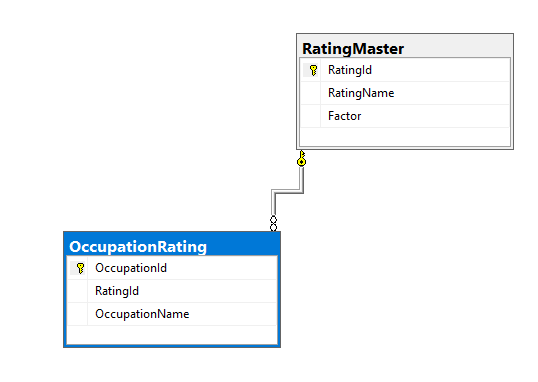 RatingMaster
RatingId
RatingName
Factor
OccupationRating
OccupationId
RatingId
OccupationName